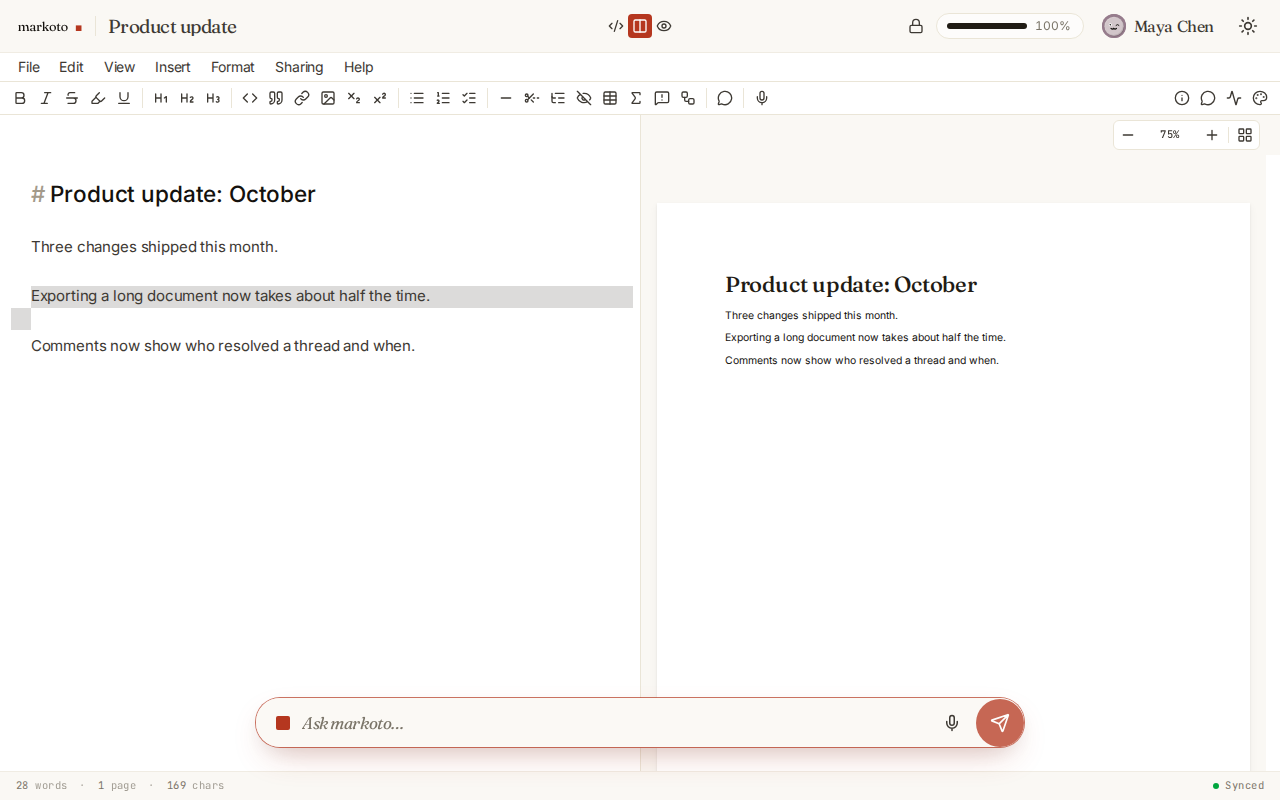 markoto
Product update
100%
Maya Chen
File Edit View Insert Format Sharing Help
H1 H2 H3
75%
# Product update: October
Three changes shipped this month.
Exporting a long document now takes about half the time.
Comments now show who resolved a thread and when.
Product update: October
Three changes shipped this month.
Exporting a long document now takes about half the time.
Comments now show who resolved a thread and when.
Ask markoto...
28 words · 1 page · 169 chars
Synced